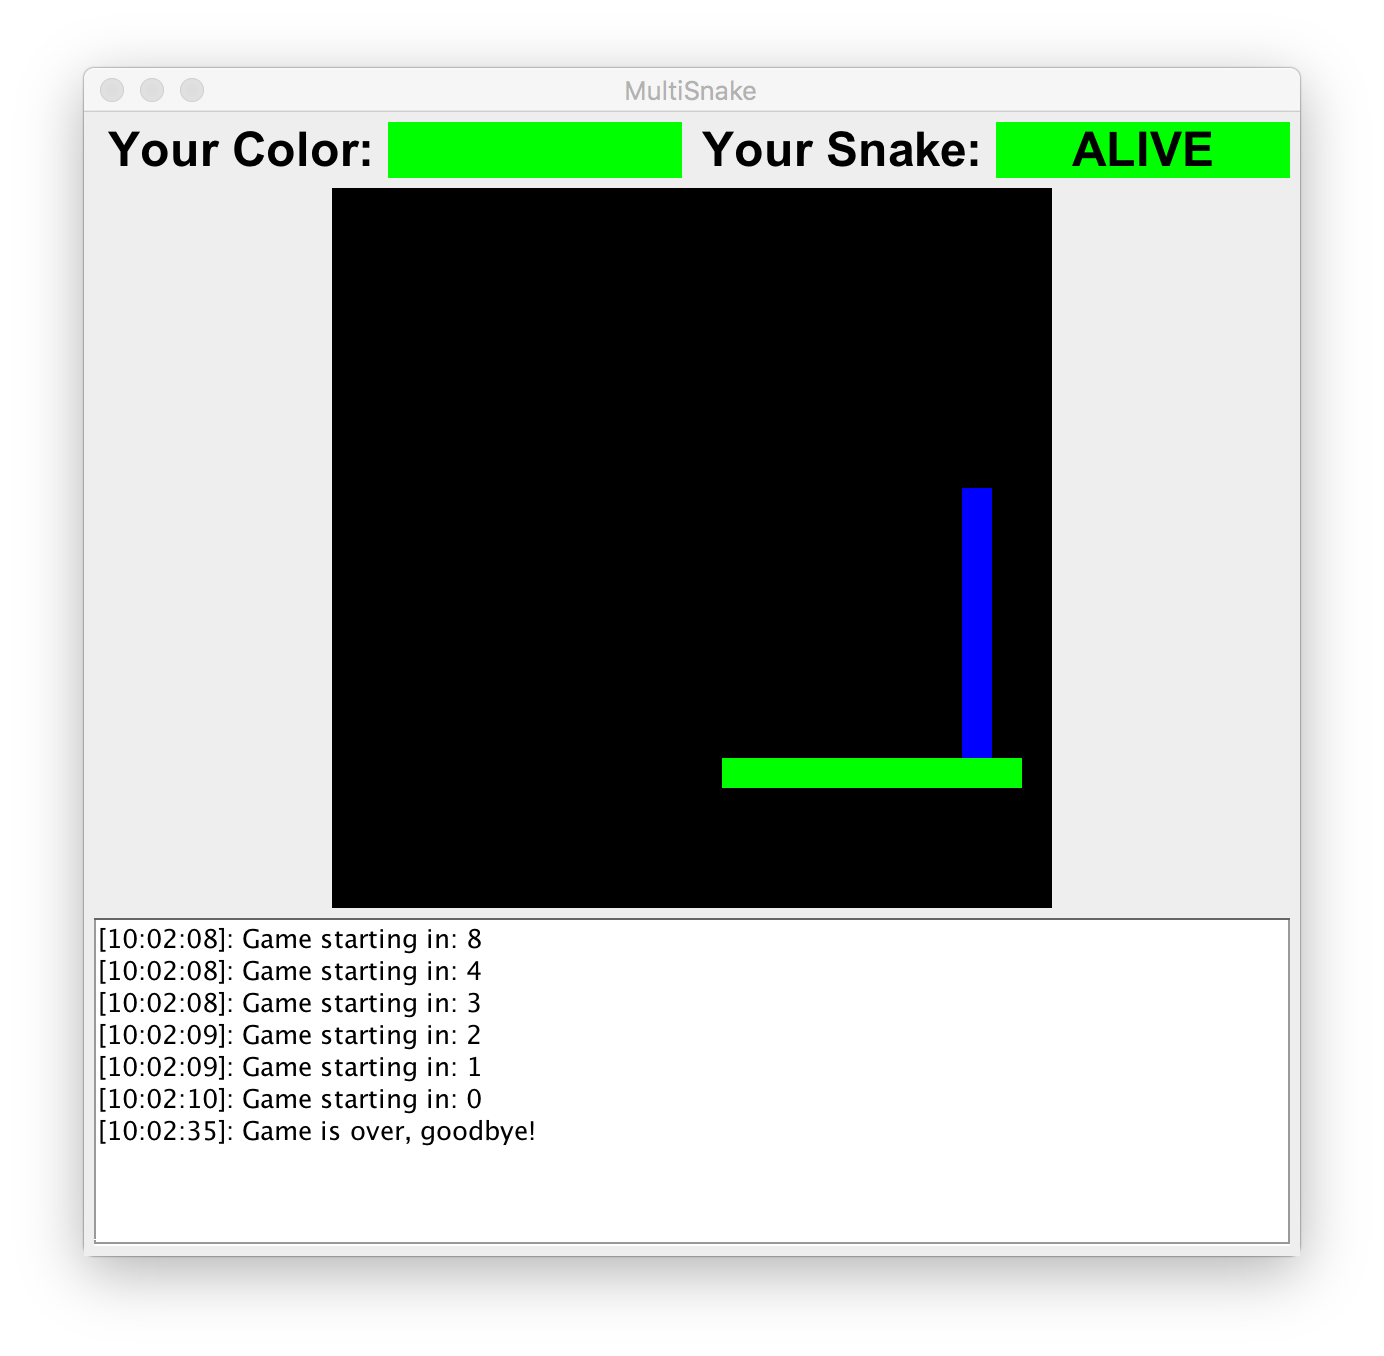 MultiSnake
Your Color: Your Snake: ALIVE
[10:02:08]: Game starting in: 8
[10:02:08]: Game starting in: 4
[10:02:08]: Game starting in: 3
[10:02:09]: Game starting in: 2
[10:02:09]: Game starting in: 1
[10:02:10]: Game starting in: 0
[10:02:35]: Game is over, goodbye!